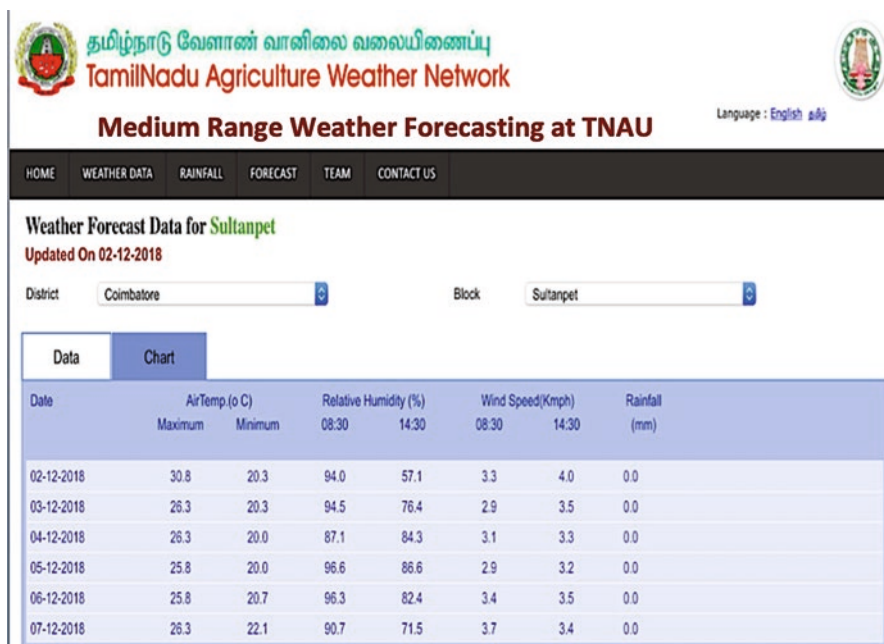 தமிழ்நாடு வேளாண் வானிலை வலையிணைப்பு
TamilNadu Agriculture Weather Network
Language : English தமிழ்
Medium Range Weather Forecasting at TNAU
HOME WEATHER DATA RAINFALL FORECAST TEAM CONTACT US
Weather Forecast Data for Sultanpet
Updated On 02-12-2018
District Coimbatore Block Sultanpet
Data Chart
Date AirTemp.(o C) Relative Humidity (%) Wind Speed(Kmph) Rainfall
Maximum Minimum 08:30 14:30 08:30 14:30 (mm)
02-12-2018 30.8 20.3 94.0 57.1 3.3 4.0 0.0
03-12-2018 26.3 20.3 94.5 76.4 2.9 3.5 0.0
04-12-2018 26.3 20.0 87.1 84.3 3.1 3.3 0.0
05-12-2018 25.8 20.0 96.6 86.6 2.9 3.2 0.0
06-12-2018 25.8 20.7 96.3 82.4 3.4 3.5 0.0
07-12-2018 26.3 22.1 90.7 71.5 3.7 3.4 0.0